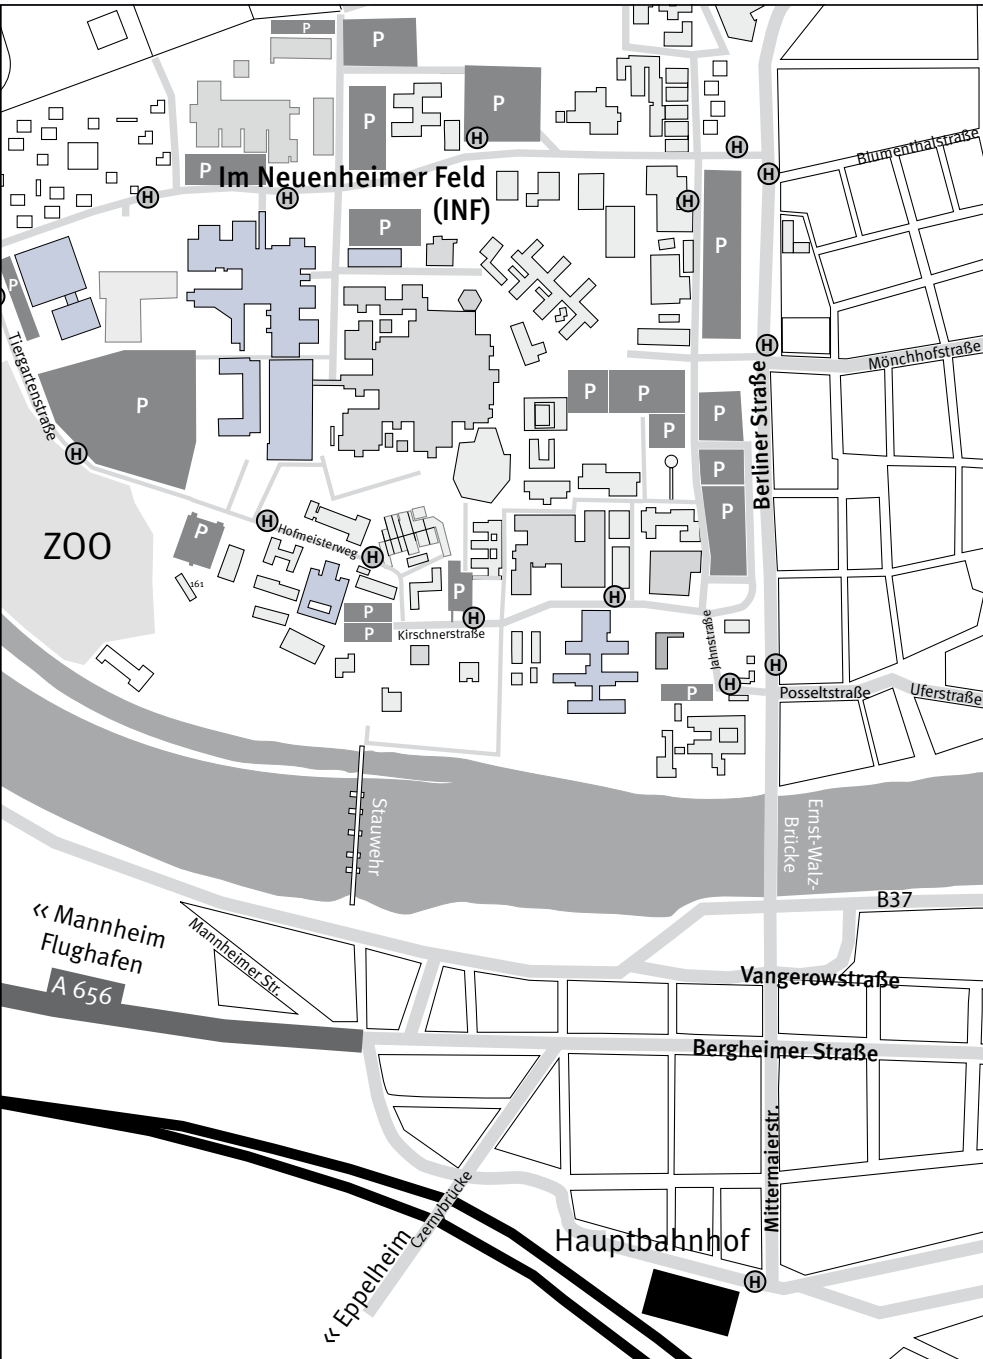 P
P
P
P
H
H
Blumenthalstraße
P
Im Neuenheimer Feld
(INF)
H
H
H
H
P
P
P
H
Tiergartenstraße
P
Mönchhofstraße
Berliner Straße
P
P
P
P
P
P
H
ZOO
P
H
Hofmeisterweg
H
161
P
P
P
Kirschnerstraße
H
H
Jahnstraße
H
H
P
Posseltstraße
Uferstraße
Stauwehr
Ernst-Walz-
Brücke
B37
« Mannheim
Flughafen
A 656
Mannheimer Str.
Vangerowstraße
Bergheimer Straße
Mittermaierstr.
Czernybrücke
« Eppelheim
Hauptbahnhof
H